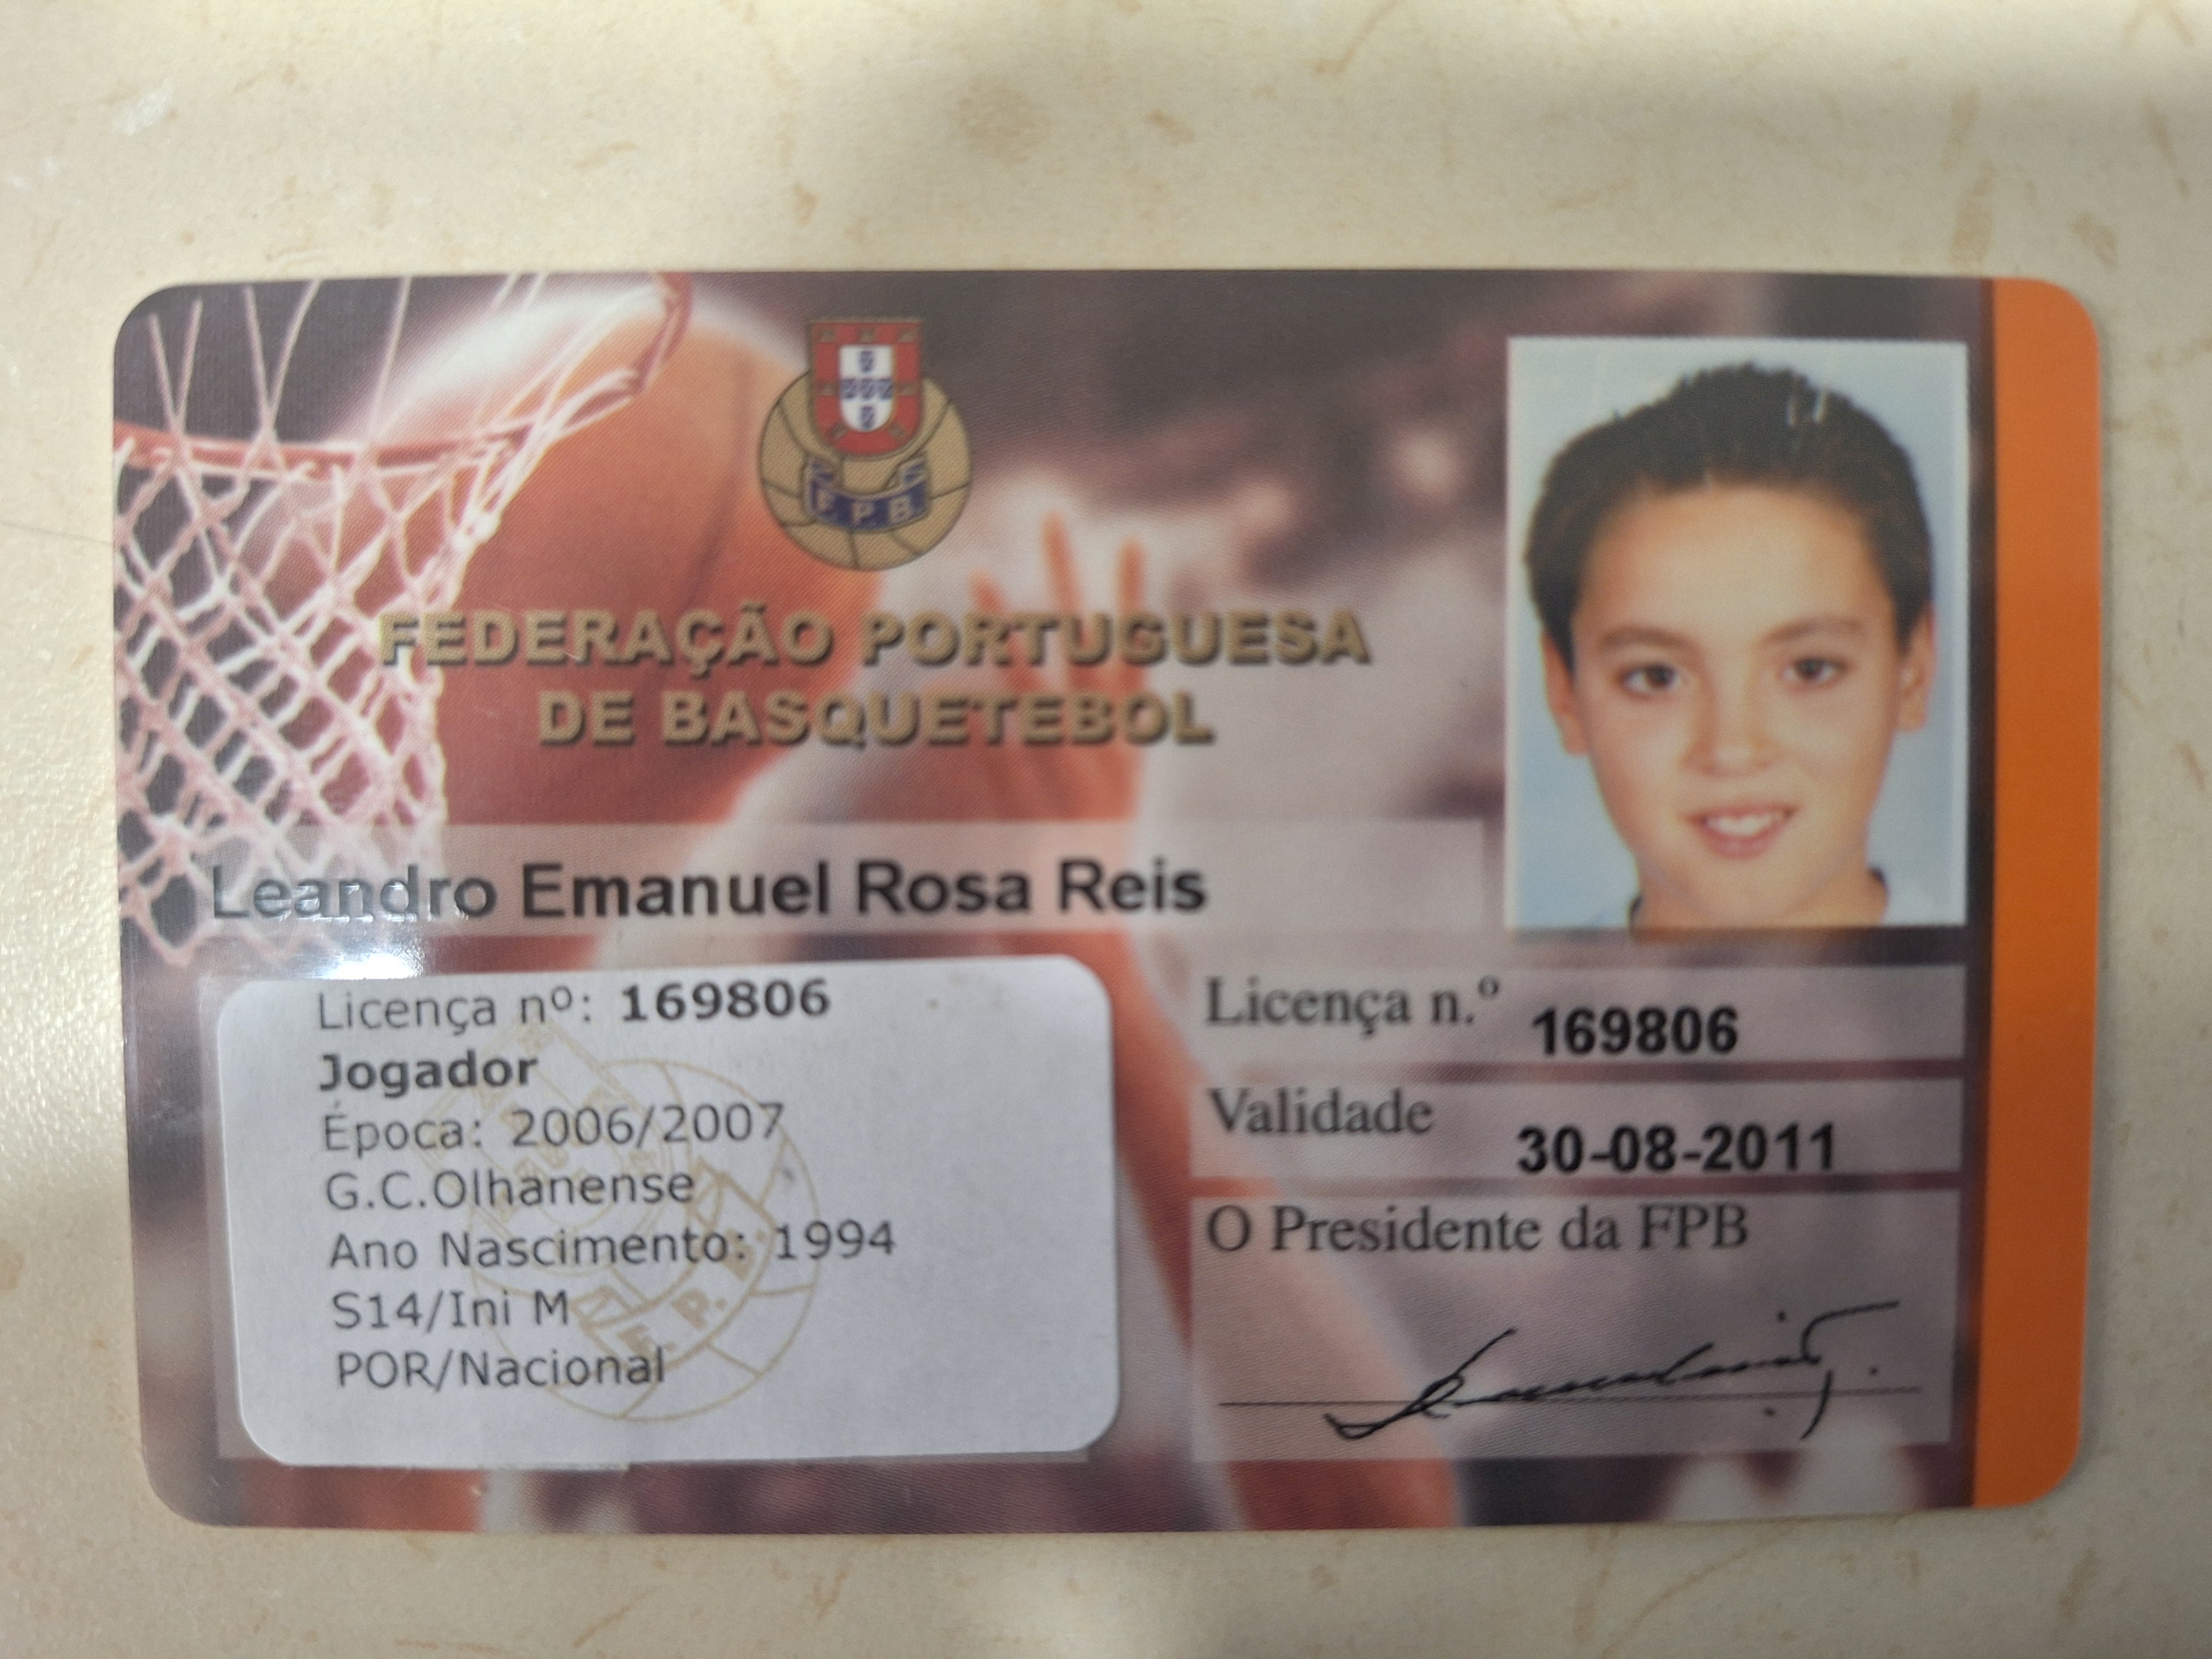 F.P.B.
FEDERAÇÃO PORTUGUESA
DE BASQUETEBOL
Leandro Emanuel Rosa Reis
Licença nº: 169806
Jogador
Época: 2006/2007
G.C.Olhanense
Ano Nascimento: 1994
S14/Ini M
POR/Nacional
F.P.B.
Licença n.º 169806
Validade 30-08-2011
O Presidente da FPB